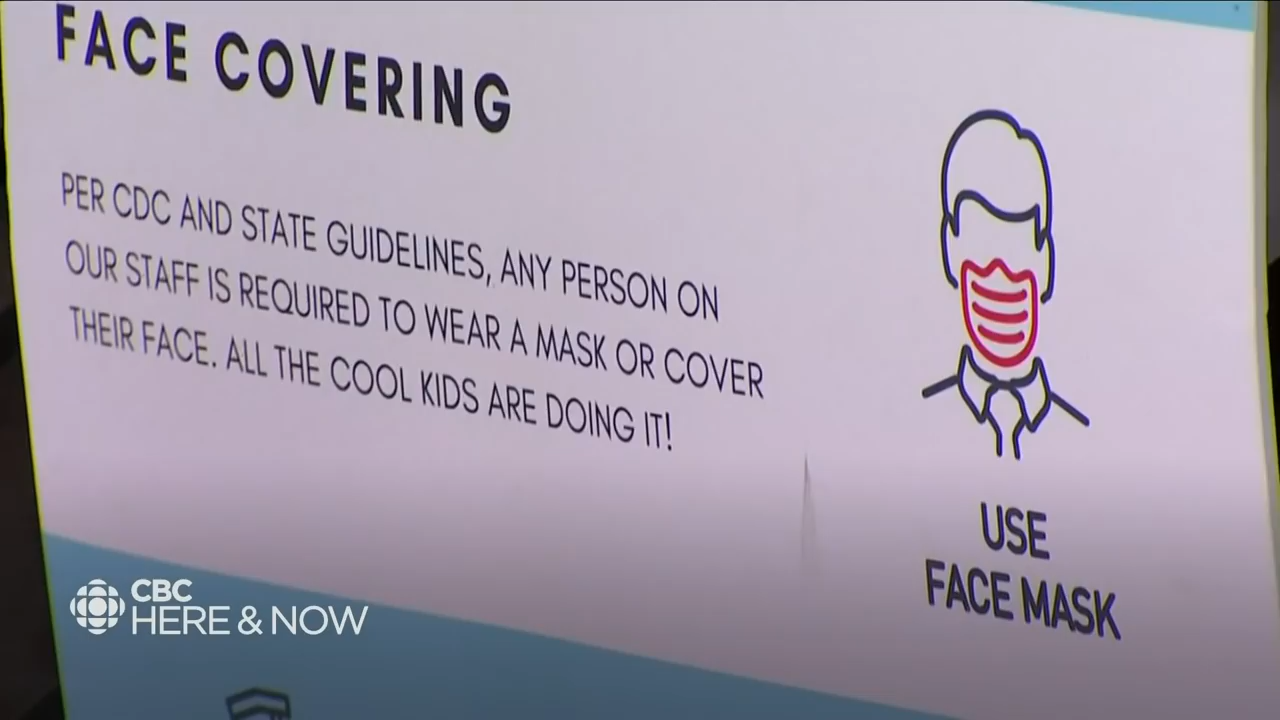 FACE COVERING
PER CDC AND STATE GUIDELINES, ANY PERSON ON
OUR STAFF IS REQUIRED TO WEAR A MASK OR COVER
THEIR FACE. ALL THE COOL KIDS ARE DOING IT!
USE
FACE MASK
CBC
HERE & NOW